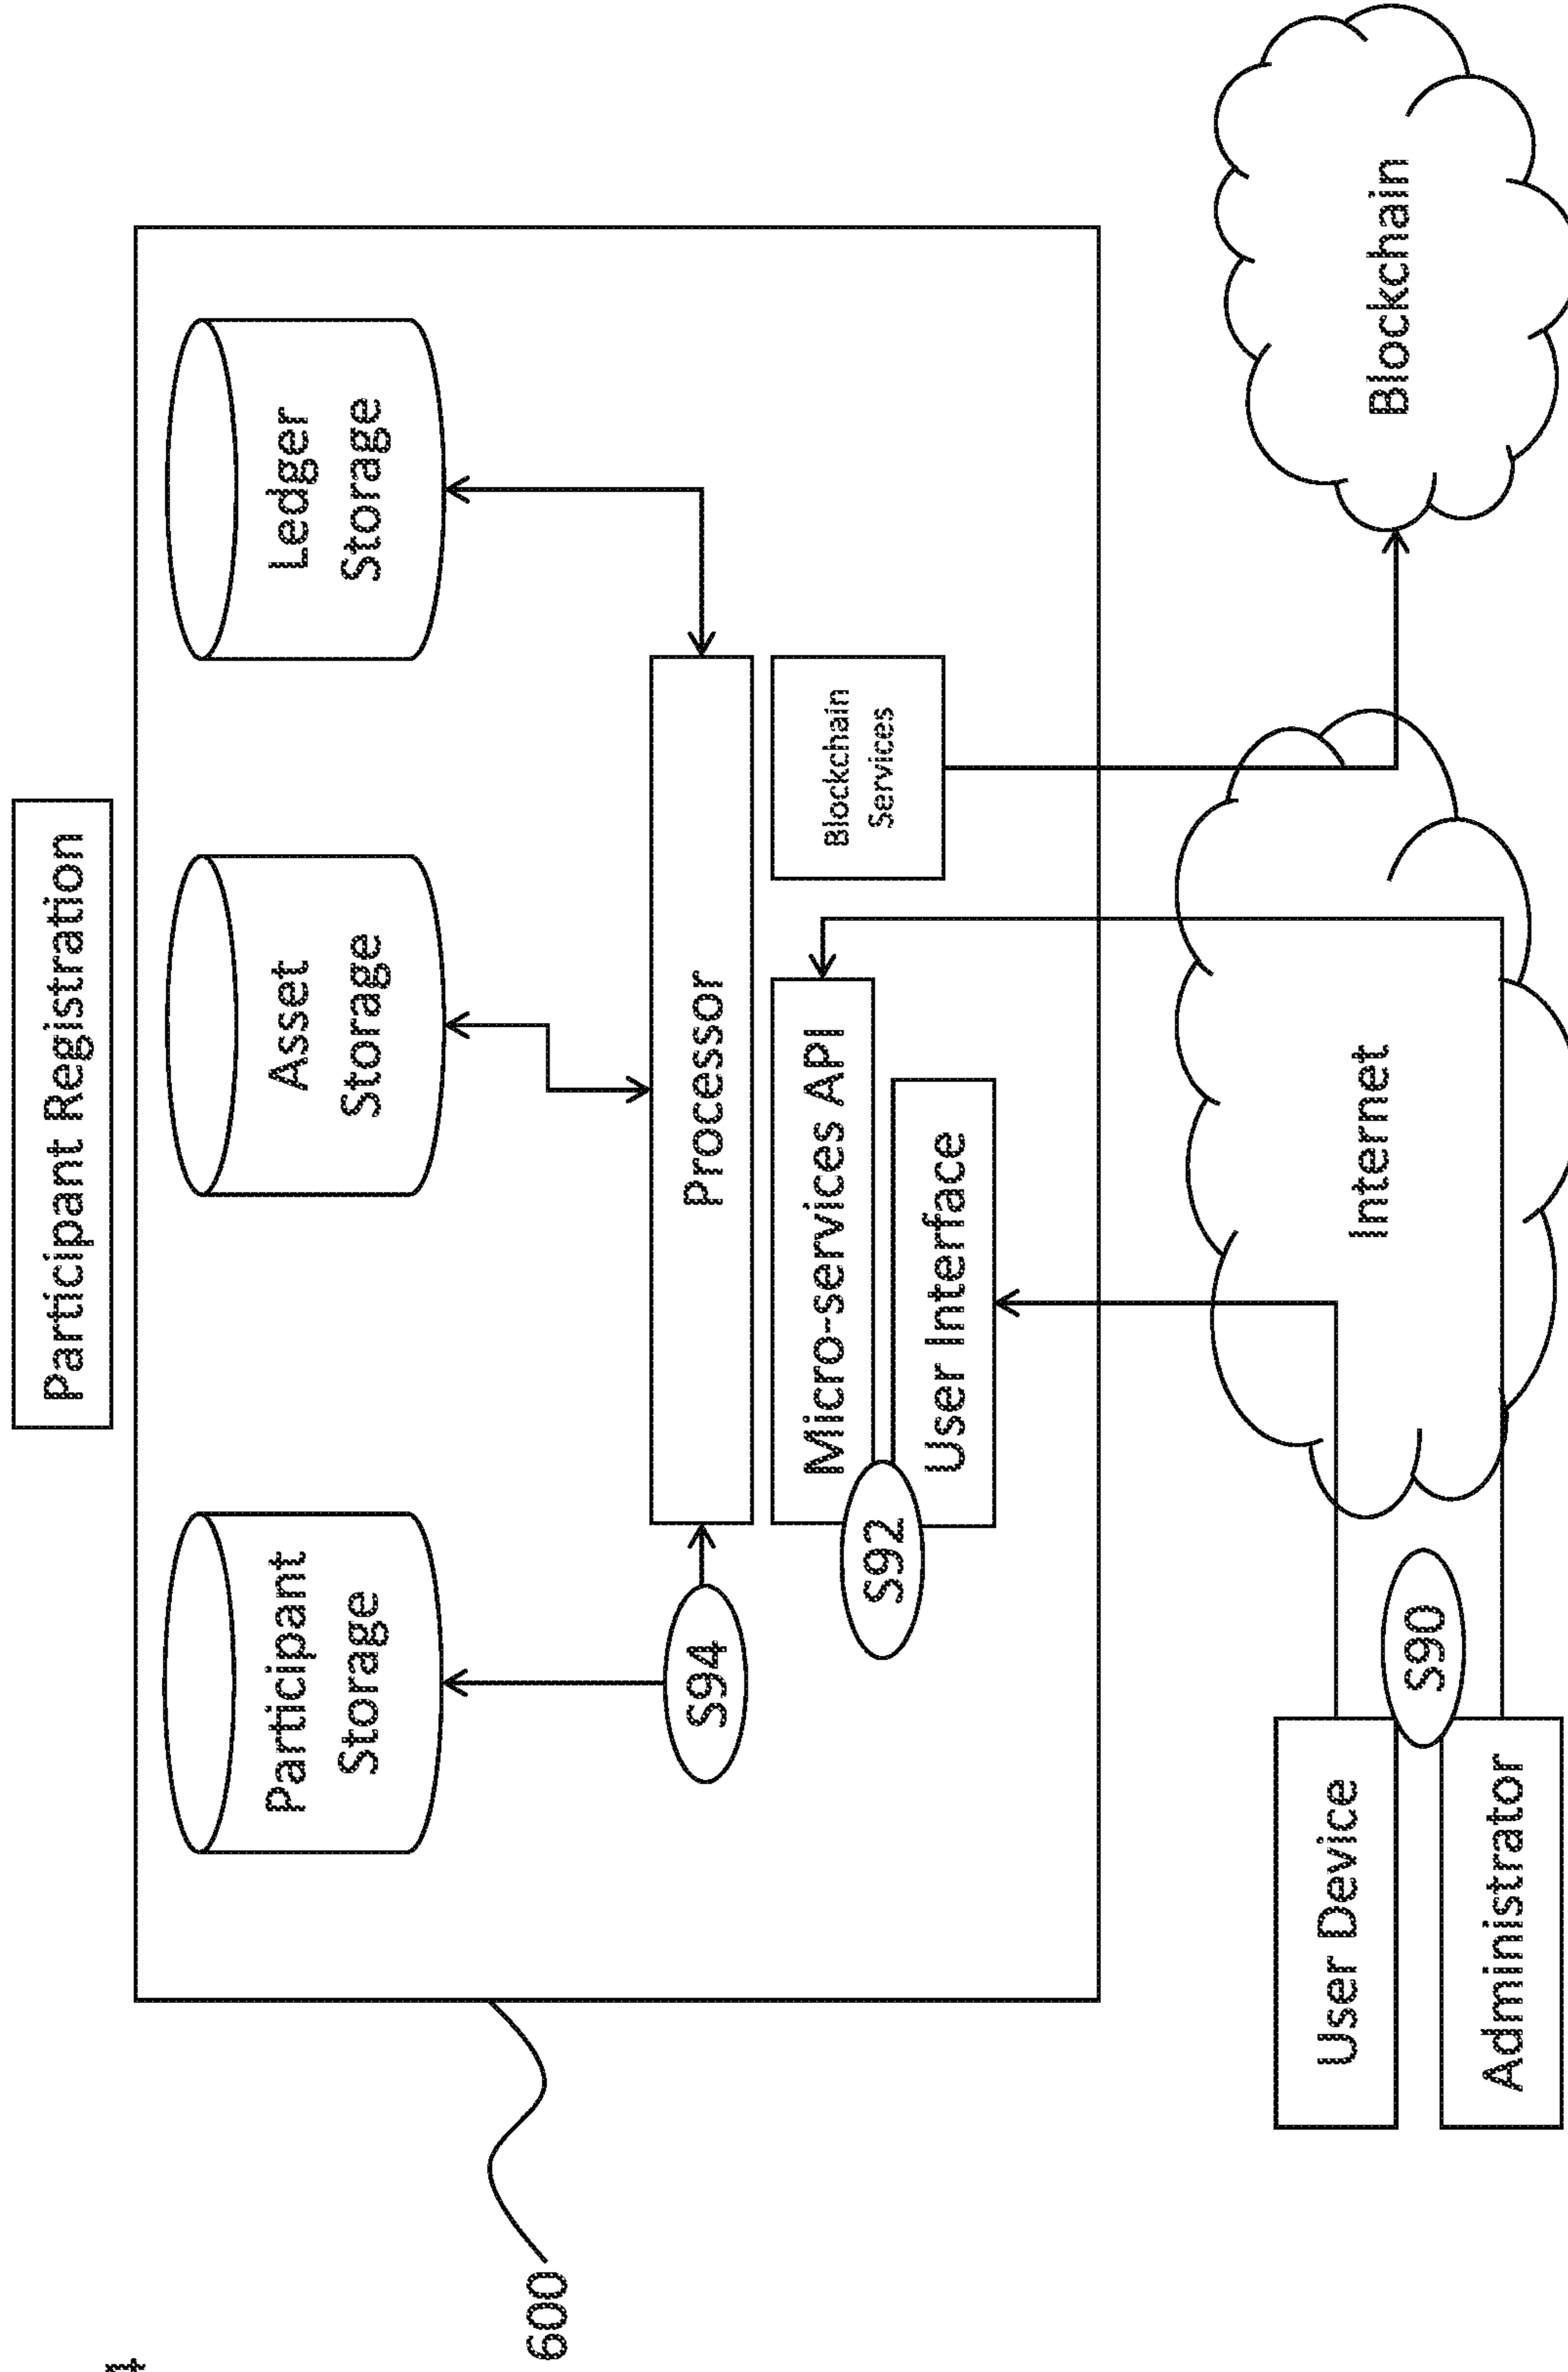 Participant Registration
600
Participant
Storage
Asset
Storage
Ledger
Storage
S94
Processor
S92
Micro-services API
User Interface
Blockchain
Services
User Device
S90
Administrator
Internet
Blockchain